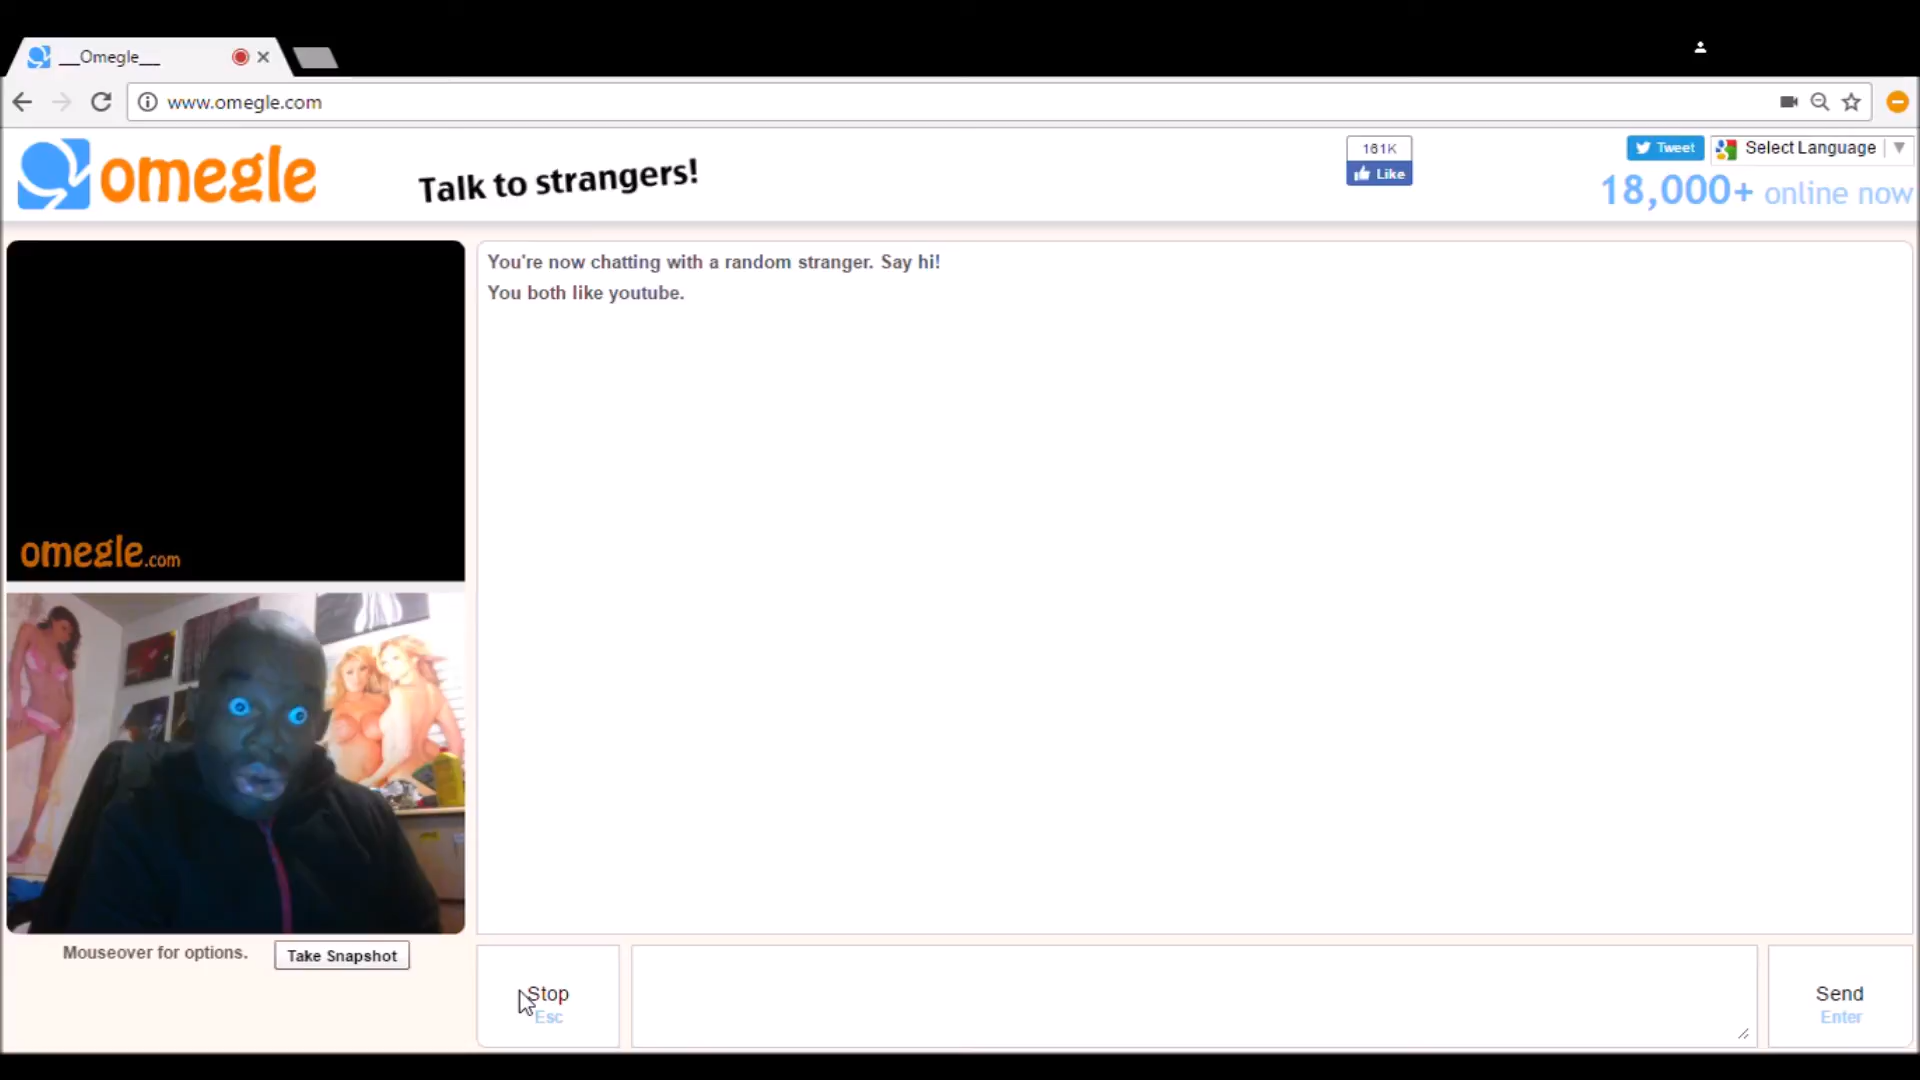 __Omegle__
www.omegle.com
omegle
Talk to strangers!
161K
Like
Tweet
Select Language
18,000+ online now
You're now chatting with a random stranger. Say hi!
You both like youtube.
omegle.com
Mouseover for options.
Take Snapshot
Stop
Esc
Send
Enter